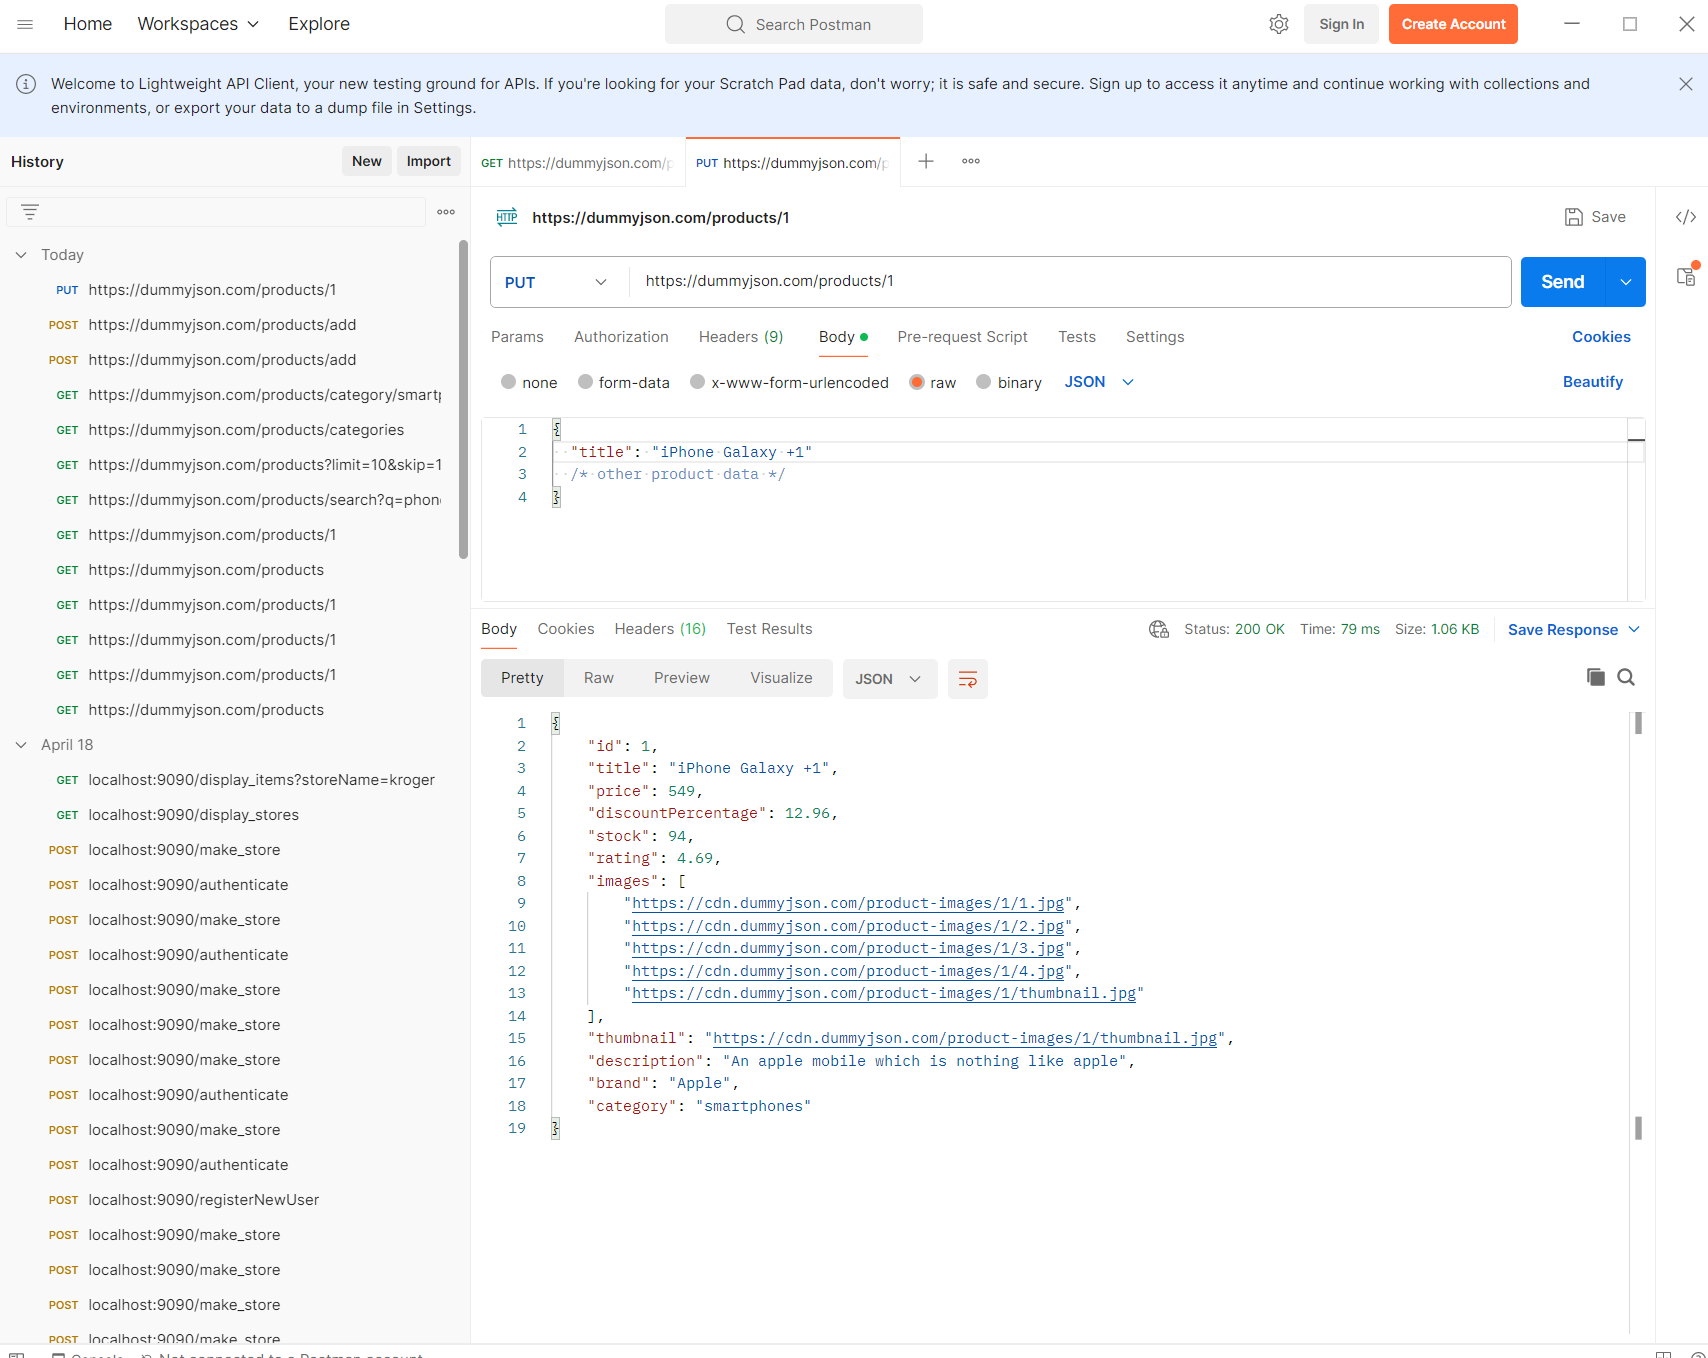 Home Workspaces Explore Search Postman Sign In Create Account
Welcome to Lightweight API Client, your new testing ground for APIs. If you're looking for your Scratch Pad data, don't worry; it is safe and secure. Sign up to access it anytime and continue working with collections and
environments, or export your data to a dump file in Settings.
History New Import
GET https://dummyjson.com/p
PUT https://dummyjson.com/p
Today
PUT https://dummyjson.com/products/1
POST https://dummyjson.com/products/add
POST https://dummyjson.com/products/add
GET https://dummyjson.com/products/category/smartp
GET https://dummyjson.com/products/categories
GET https://dummyjson.com/products?limit=10&skip=1
GET https://dummyjson.com/products/search?q=phone
GET https://dummyjson.com/products/1
GET https://dummyjson.com/products
GET https://dummyjson.com/products/1
GET https://dummyjson.com/products/1
GET https://dummyjson.com/products/1
GET https://dummyjson.com/products
April 18
GET localhost:9090/display_items?storeName=kroger
GET localhost:9090/display_stores
POST localhost:9090/make_store
POST localhost:9090/authenticate
POST localhost:9090/make_store
POST localhost:9090/authenticate
POST localhost:9090/make_store
POST localhost:9090/make_store
POST localhost:9090/make_store
POST localhost:9090/authenticate
POST localhost:9090/make_store
POST localhost:9090/authenticate
POST localhost:9090/registerNewUser
POST localhost:9090/make_store
POST localhost:9090/make_store
POST localhost:9090/make_store
POST localhost:9090/make_store
HTTP https://dummyjson.com/products/1 Save
PUT https://dummyjson.com/products/1 Send
Params Authorization Headers (9) Body Pre-request Script Tests Settings Cookies
none form-data x-www-form-urlencoded raw binary JSON Beautify
1 {
2 "title": "iPhone Galaxy +1"
3 /* other product data */
4 }
Body Cookies Headers (16) Test Results Status: 200 OK Time: 79 ms Size: 1.06 KB Save Response
Pretty Raw Preview Visualize JSON
1 {
2 "id": 1,
3 "title": "iPhone Galaxy +1",
4 "price": 549,
5 "discountPercentage": 12.96,
6 "stock": 94,
7 "rating": 4.69,
8 "images": [
9 "https://cdn.dummyjson.com/product-images/1/1.jpg",
10 "https://cdn.dummyjson.com/product-images/1/2.jpg",
11 "https://cdn.dummyjson.com/product-images/1/3.jpg",
12 "https://cdn.dummyjson.com/product-images/1/4.jpg",
13 "https://cdn.dummyjson.com/product-images/1/thumbnail.jpg"
14 ],
15 "thumbnail": "https://cdn.dummyjson.com/product-images/1/thumbnail.jpg",
16 "description": "An apple mobile which is nothing like apple",
17 "brand": "Apple",
18 "category": "smartphones"
19 }
Console Not connected to a Postman account